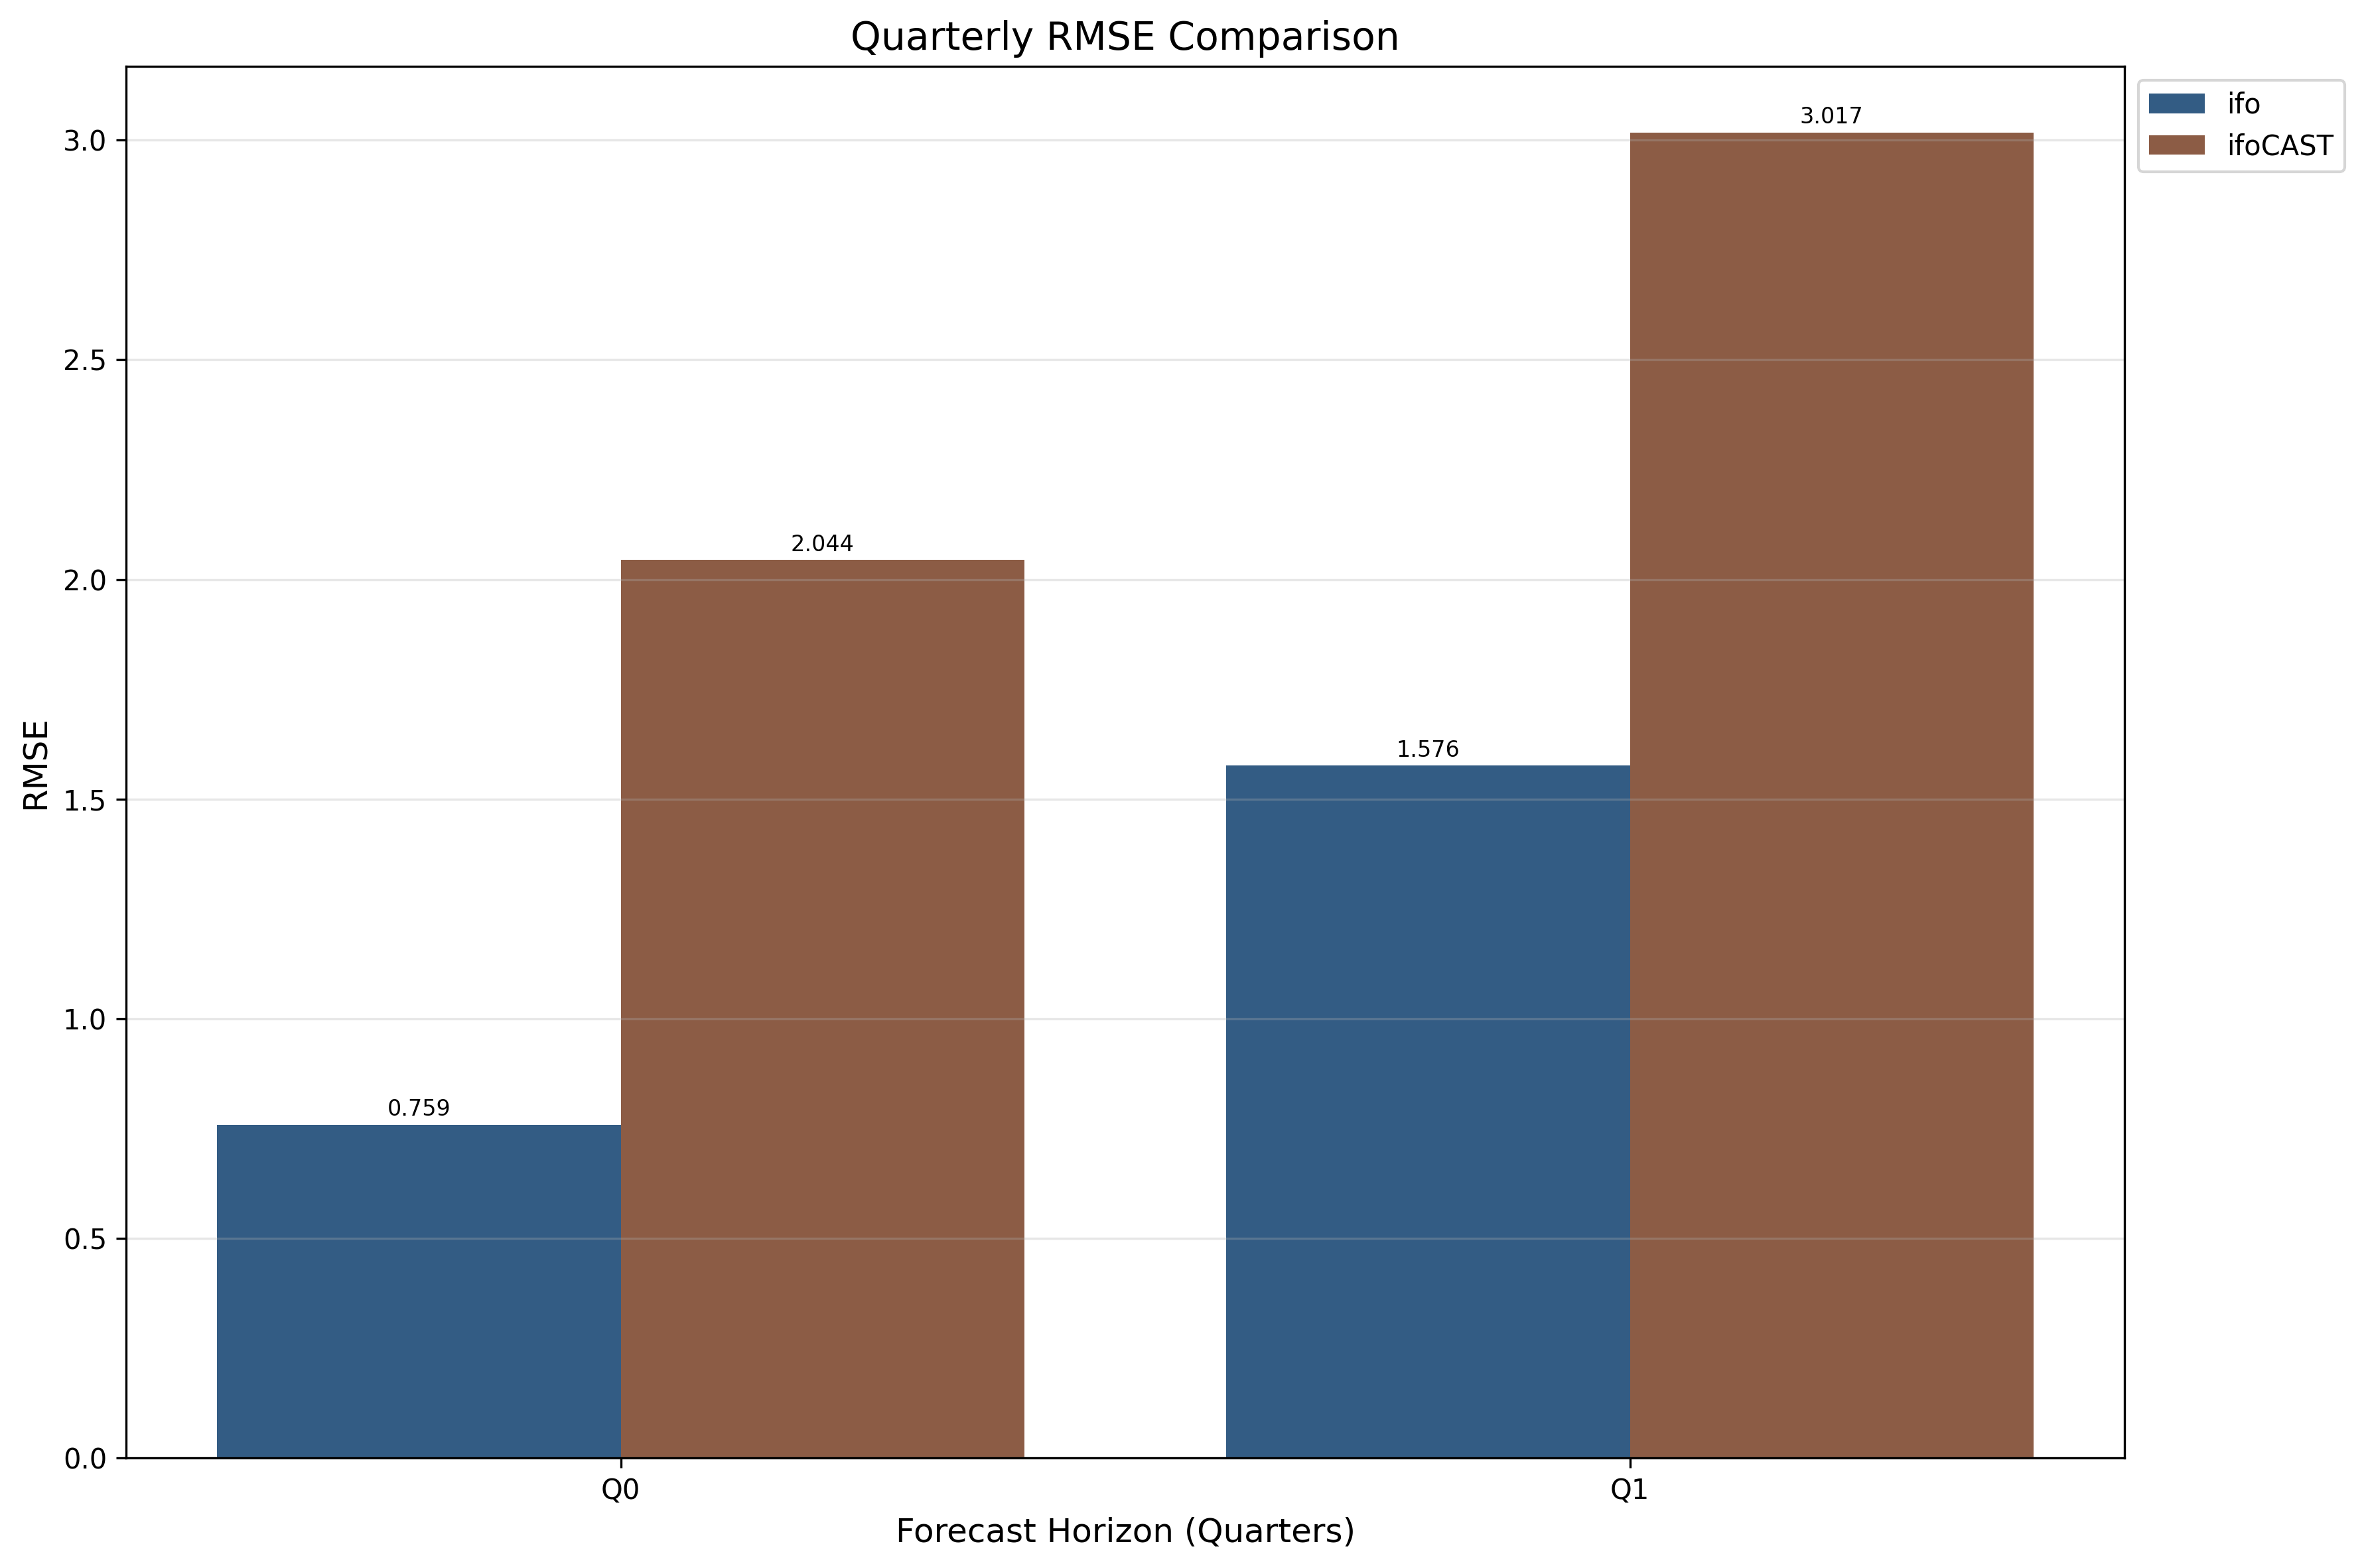 Quarterly RMSE Comparison
ifo
ifoCAST
3.017
2.044
1.576
0.759
RMSE
3.0
2.5
2.0
1.5
1.0
0.5
0.0
Q0
Q1
Forecast Horizon (Quarters)